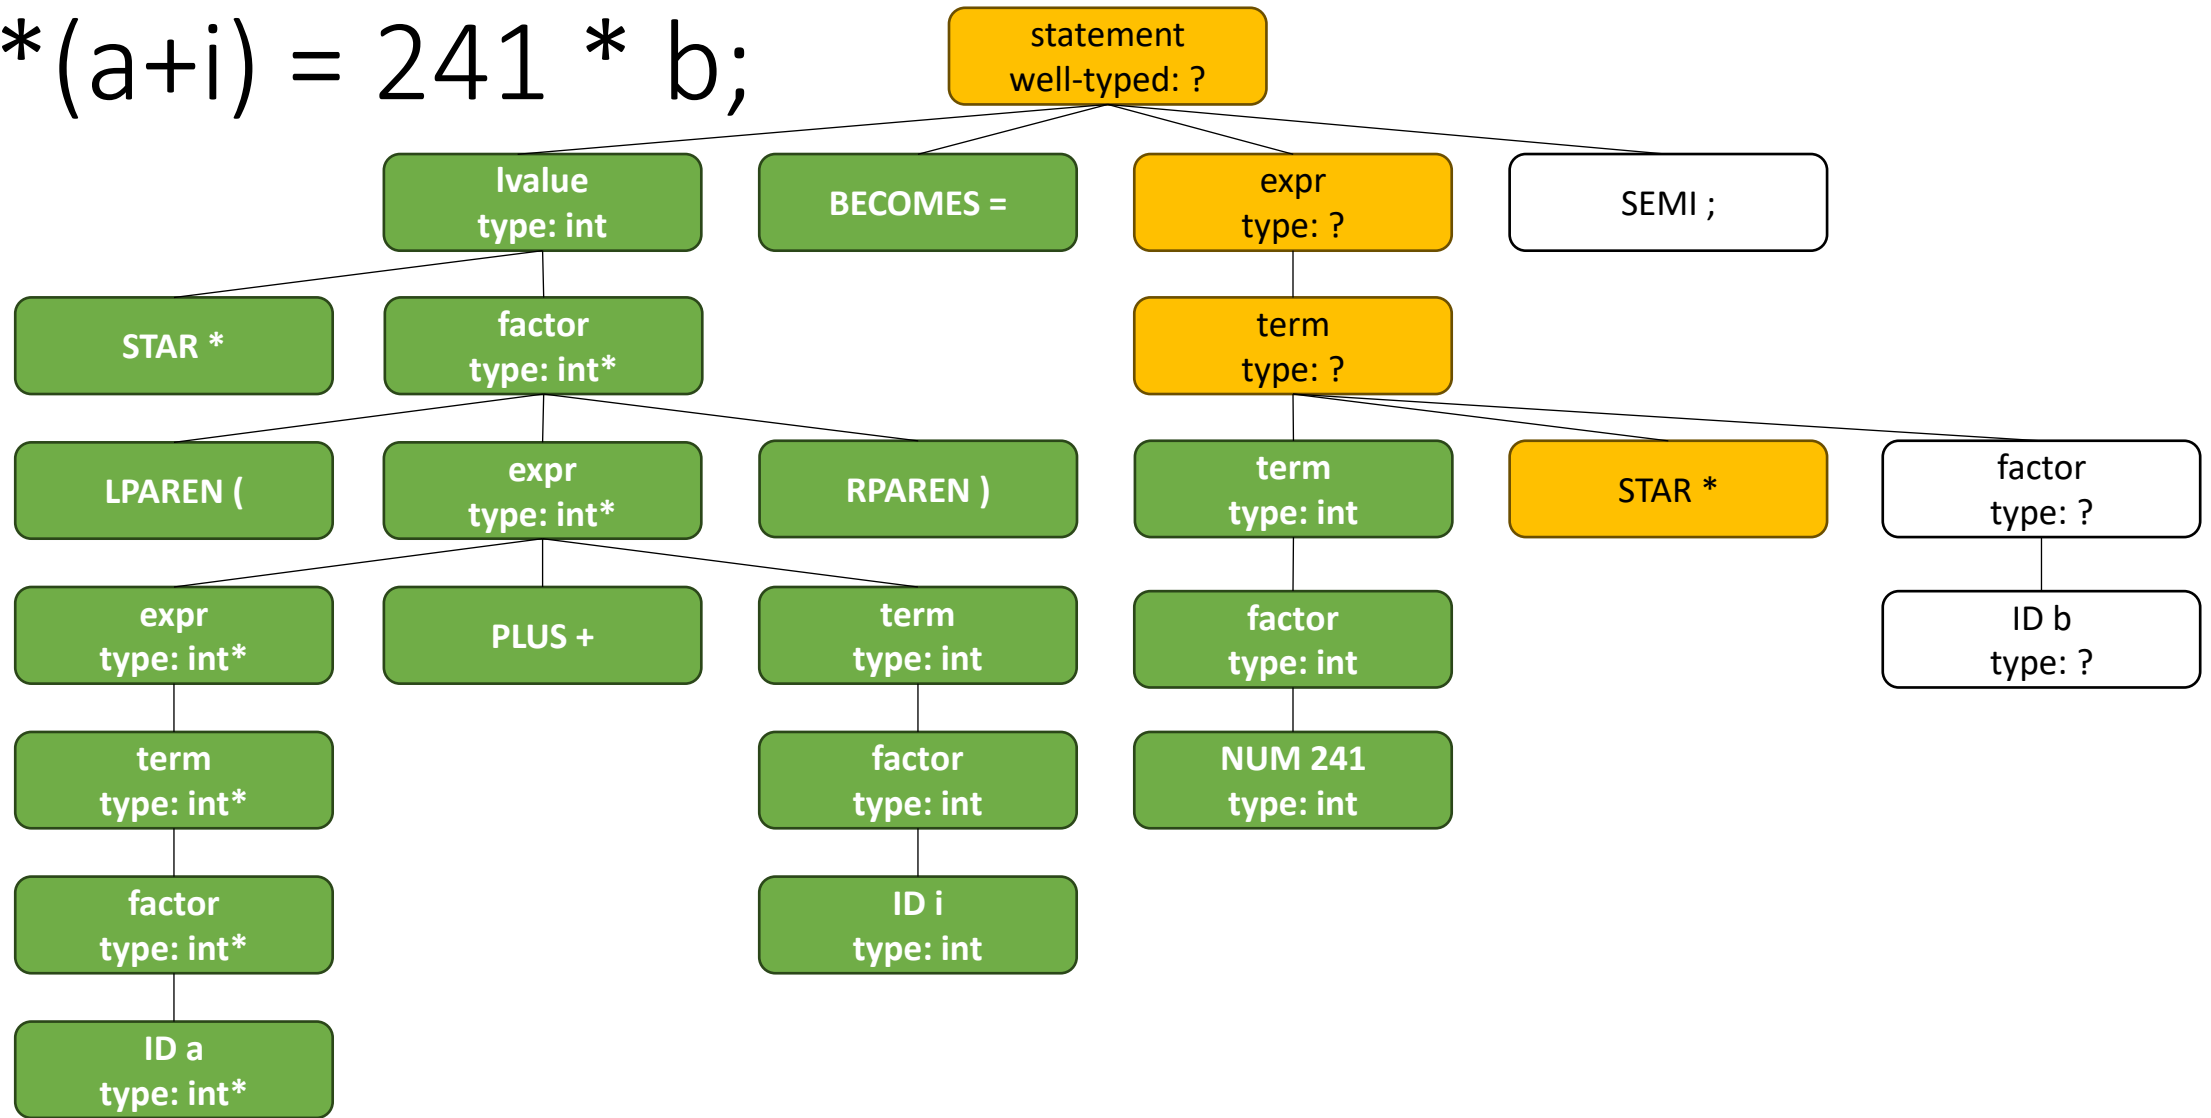 *(a+i) = 241 * b;
statement
well-typed: ?
lvalue
type: int
BECOMES =
expr
type: ?
SEMI ;
STAR *
factor
type: int*
term
type: ?
LPAREN (
expr
type: int*
RPAREN )
term
type: int
STAR *
factor
type: ?
expr
type: int*
PLUS +
term
type: int
factor
type: int
ID b
type: ?
term
type: int*
factor
type: int
NUM 241
type: int
factor
type: int*
ID i
type: int
ID a
type: int*